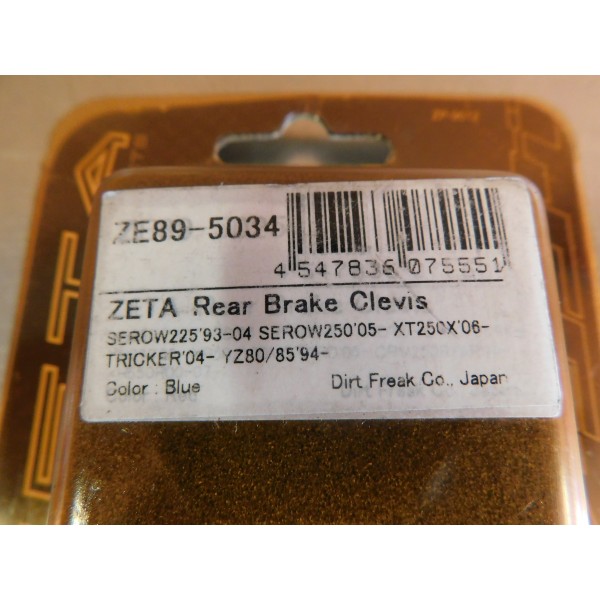 ZE89-5034
4 547836 075551
ZETA Rear Brake Clevis
SEROW225'93-04 SEROW250'05- XT250X'06-
TRICKER'04- YZ80/85'94-
Color : Blue Dirt Freak Co., Japan